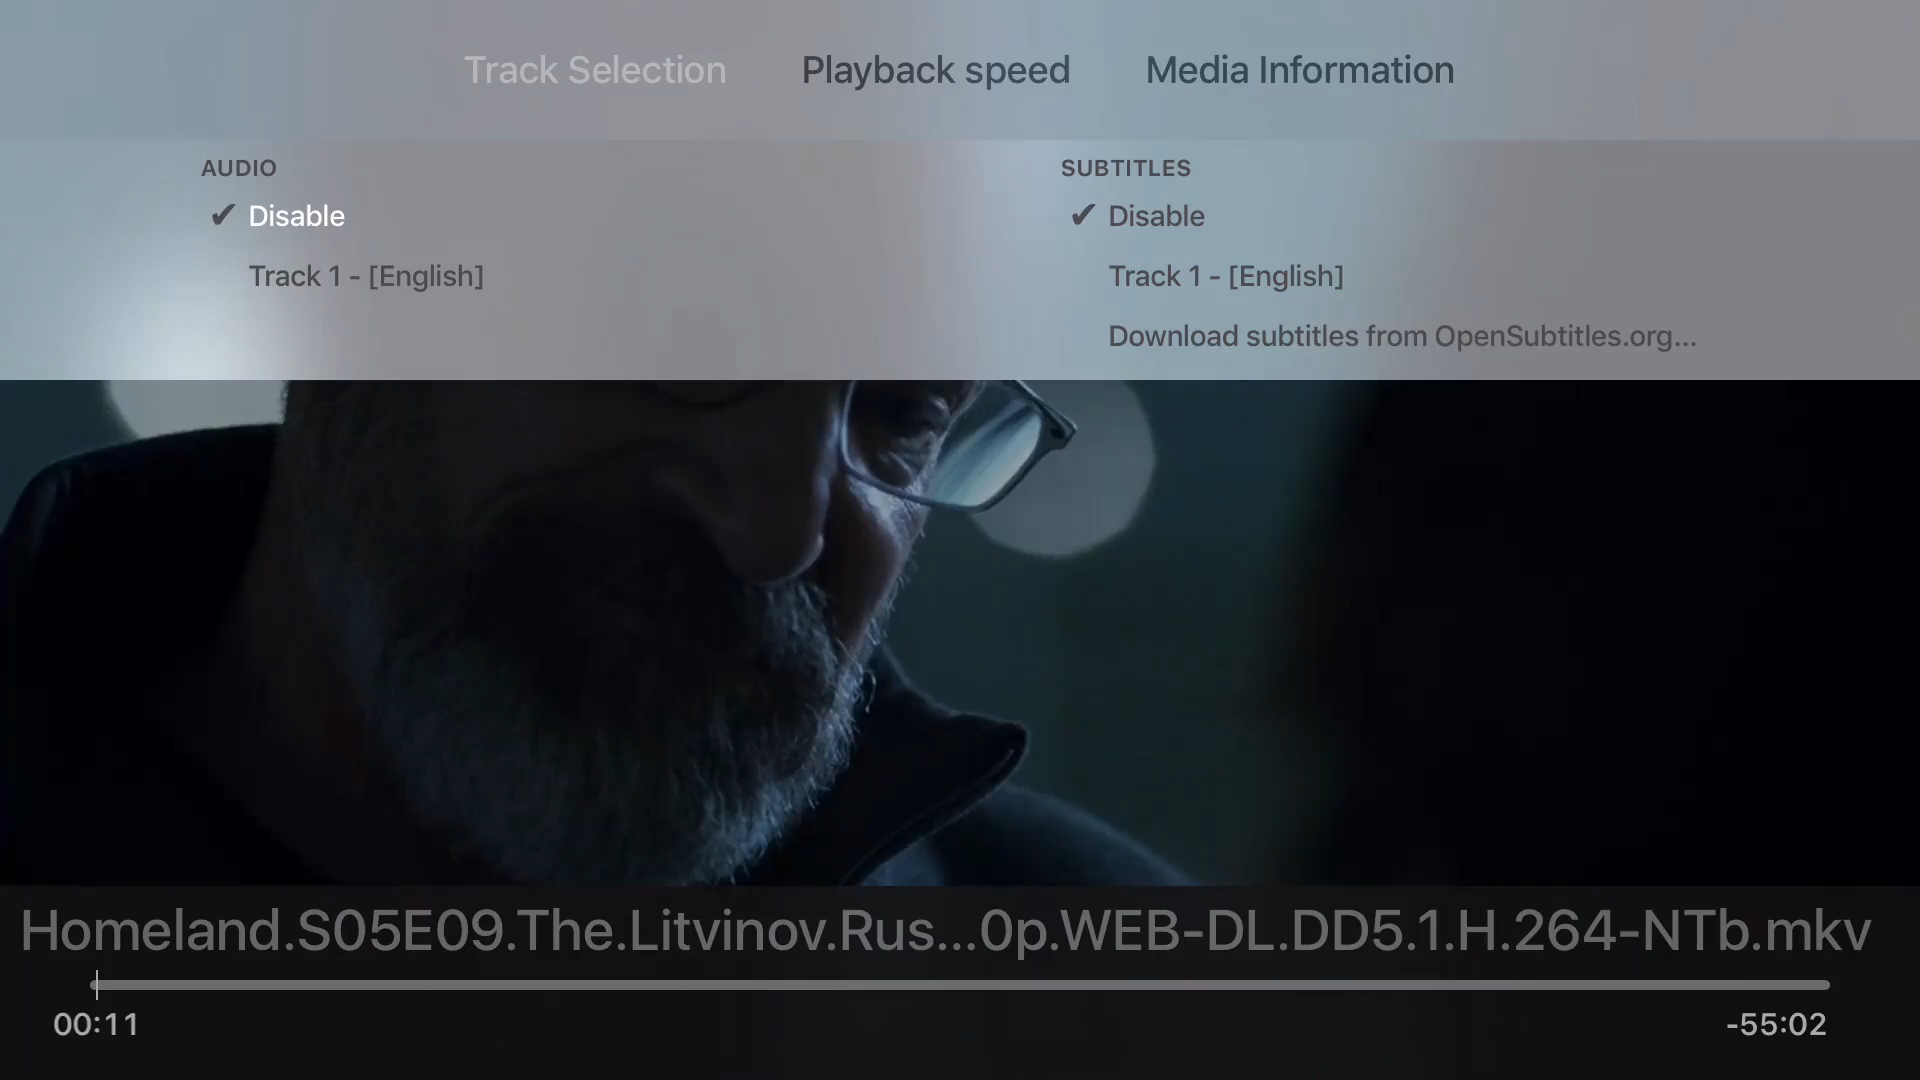 Track Selection Playback speed Media Information
AUDIO
✔ Disable
Track 1 - [English]
SUBTITLES
✔ Disable
Track 1 - [English]
Download subtitles from OpenSubtitles.org...
Homeland.S05E09.The.Litvinov.Rus...0p.WEB-DL.DD5.1.H.264-NTb.mkv
00:11 -55:02